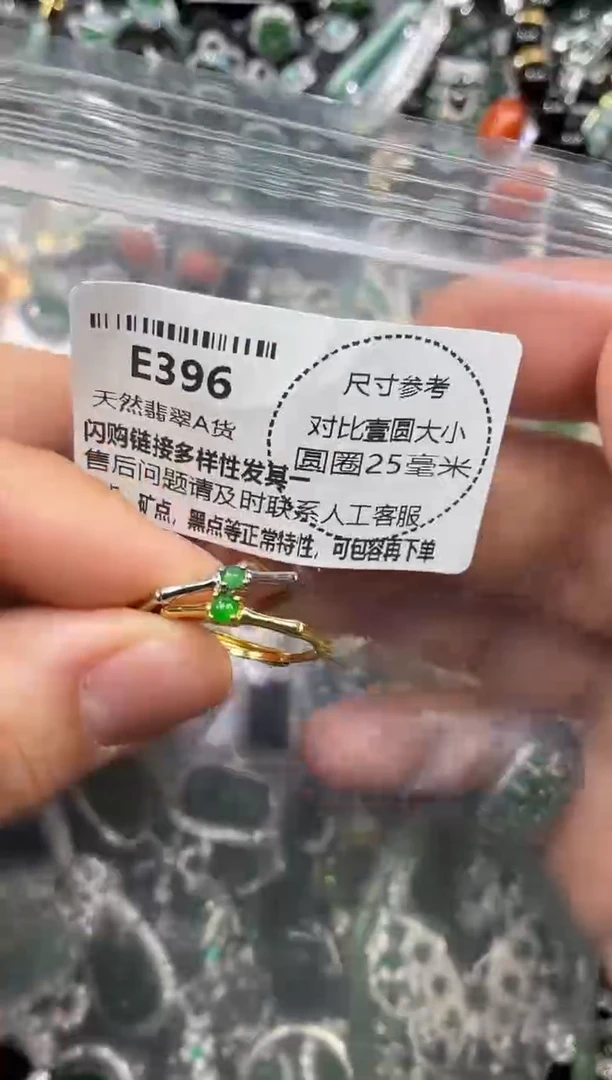 E396
天然翡翠A货
闪购链接多样性发其一
售后问题请及时联系人工客服
矿点，黑点等正常特性，可包容再下单
尺寸参考
对比壹圆大小
圆圈25毫米